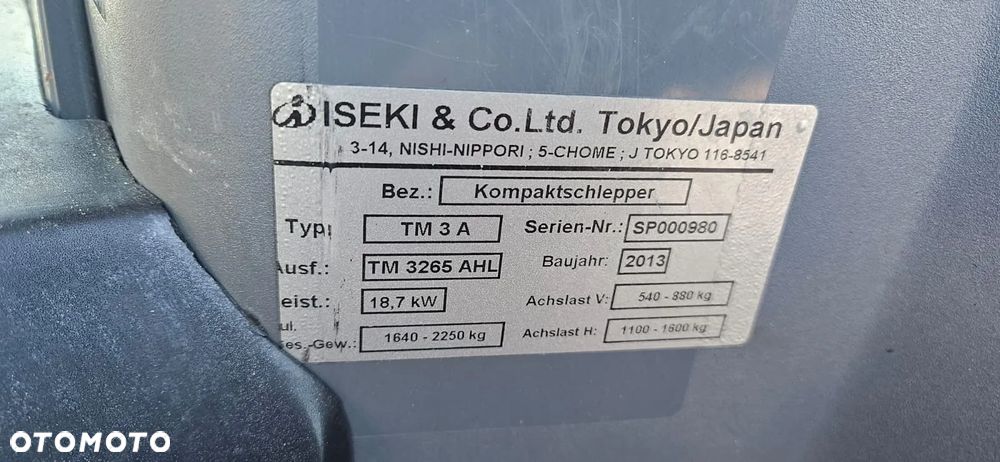 ISEKI & Co.Ltd. Tokyo/Japan
3-14, NISHI-NIPPORI ; 5-CHOME ; J TOKYO 116-8541
Bez.: Kompaktschlepper
Typ: TM 3 A Serien-Nr.: SP000980
Ausf.: TM 3265 AHL Baujahr: 2013
eist.: 18,7 kW Achslast V: 540 - 880 kg
ul.
es.-Gew.: 1640 - 2250 kg Achslast H: 1100 - 1600 kg
OTOMOTO